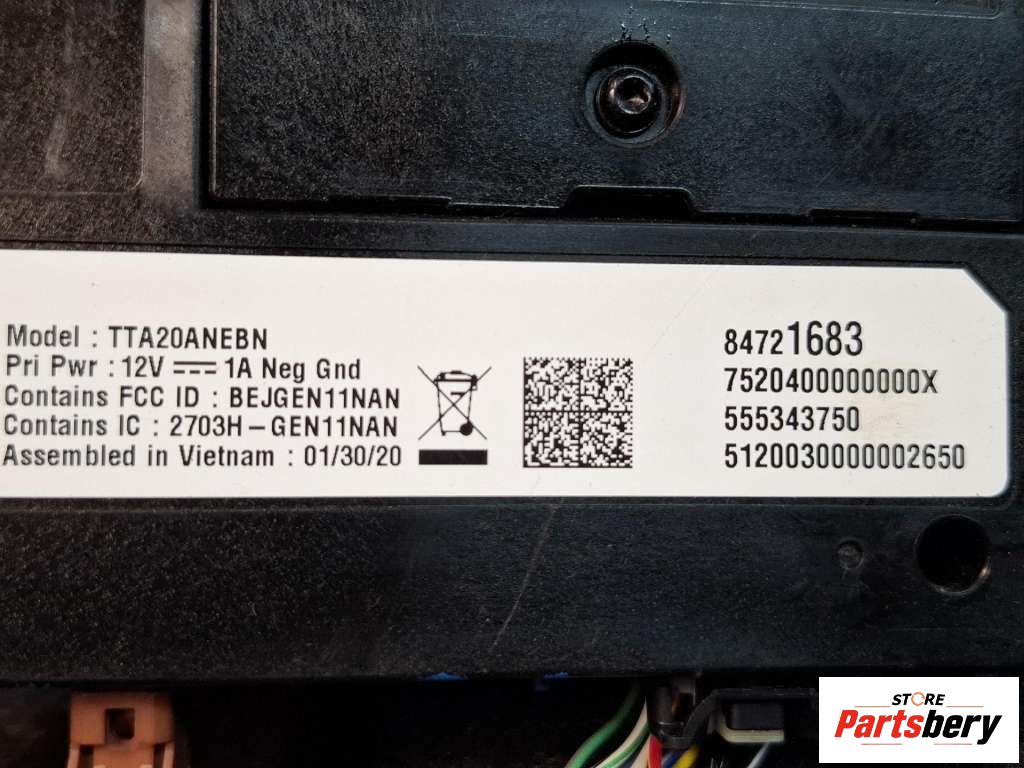 Model : TTA20ANEBN
Pri Pwr : 12V ⎓ 1A Neg Gnd
Contains FCC ID : BEJGEN11NAN
Contains IC : 2703H–GEN11NAN
Assembled in Vietnam : 01/30/20
84721683
7520400000000X
555343750
5120030000002650
STORE
Partsbery